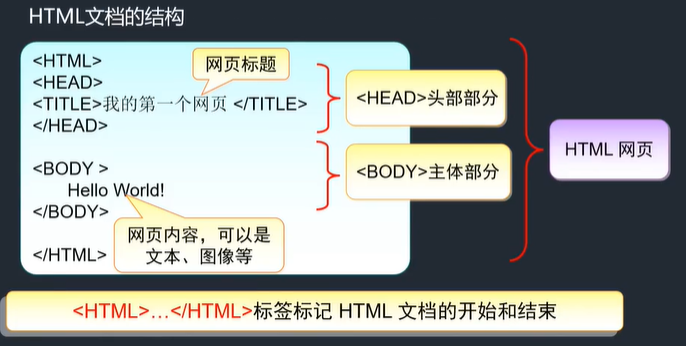 HTML文档的结构
<HTML>
网页标题
<HEAD>
<TITLE>我的第一个网页 </TITLE>
</HEAD>
<HEAD>头部部分
HTML 网页
<BODY >
<BODY>主体部分
Hello World!
</BODY>
网页内容，可以是
文本、图像等
</HTML>
<HTML>…</HTML>标签标记 HTML 文档的开始和结束